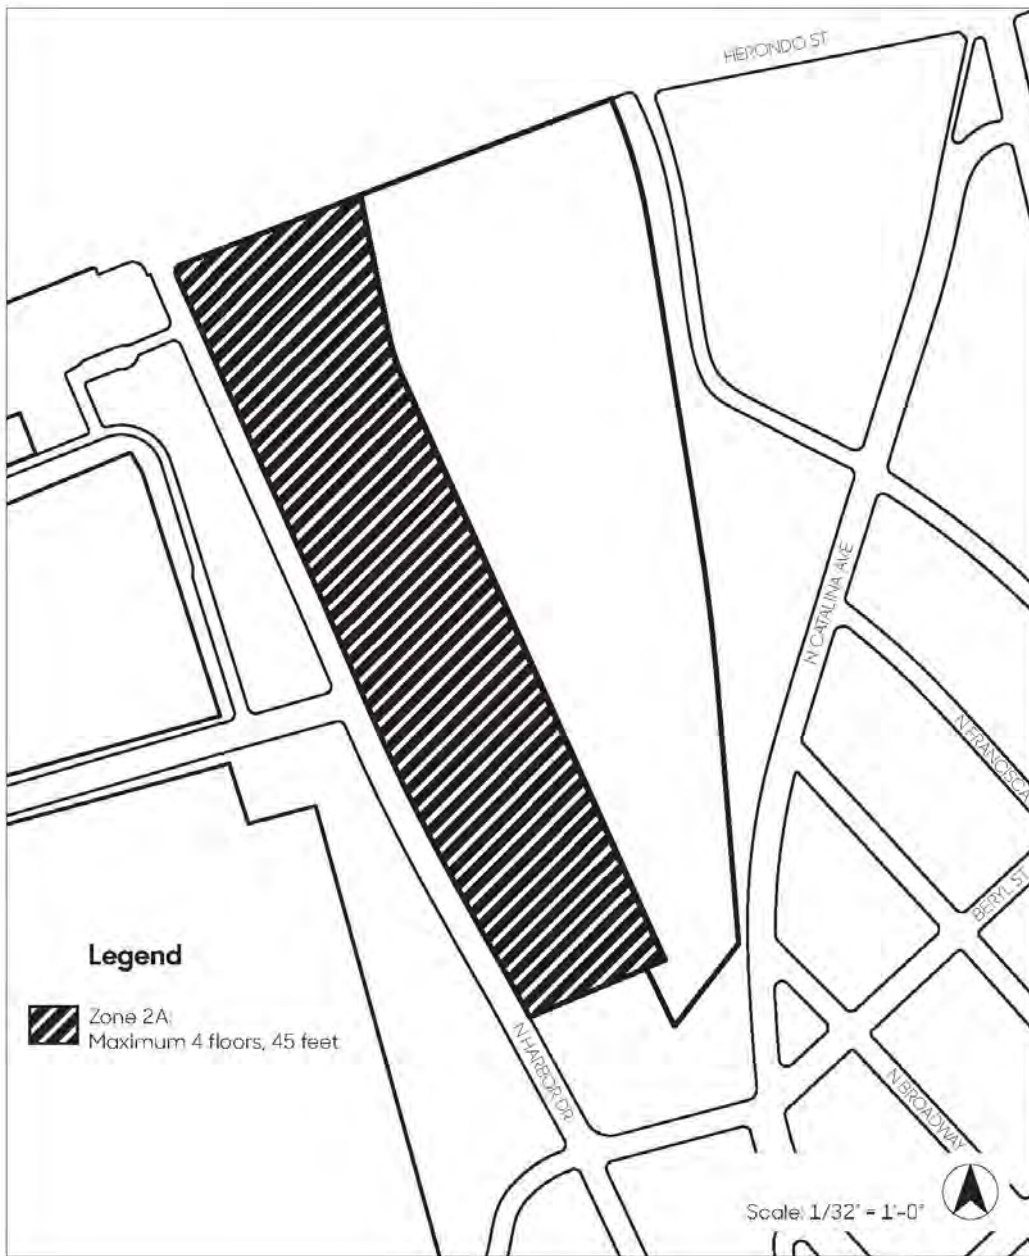 HERONDO ST
N CATALINA AVE
N FRANCISCA
BERYL ST
Legend
Zone 2A:
Maximum 4 floors, 45 feet
N HARBOR DR
N BROADWAY
Scale: 1/32" = 1'-0"